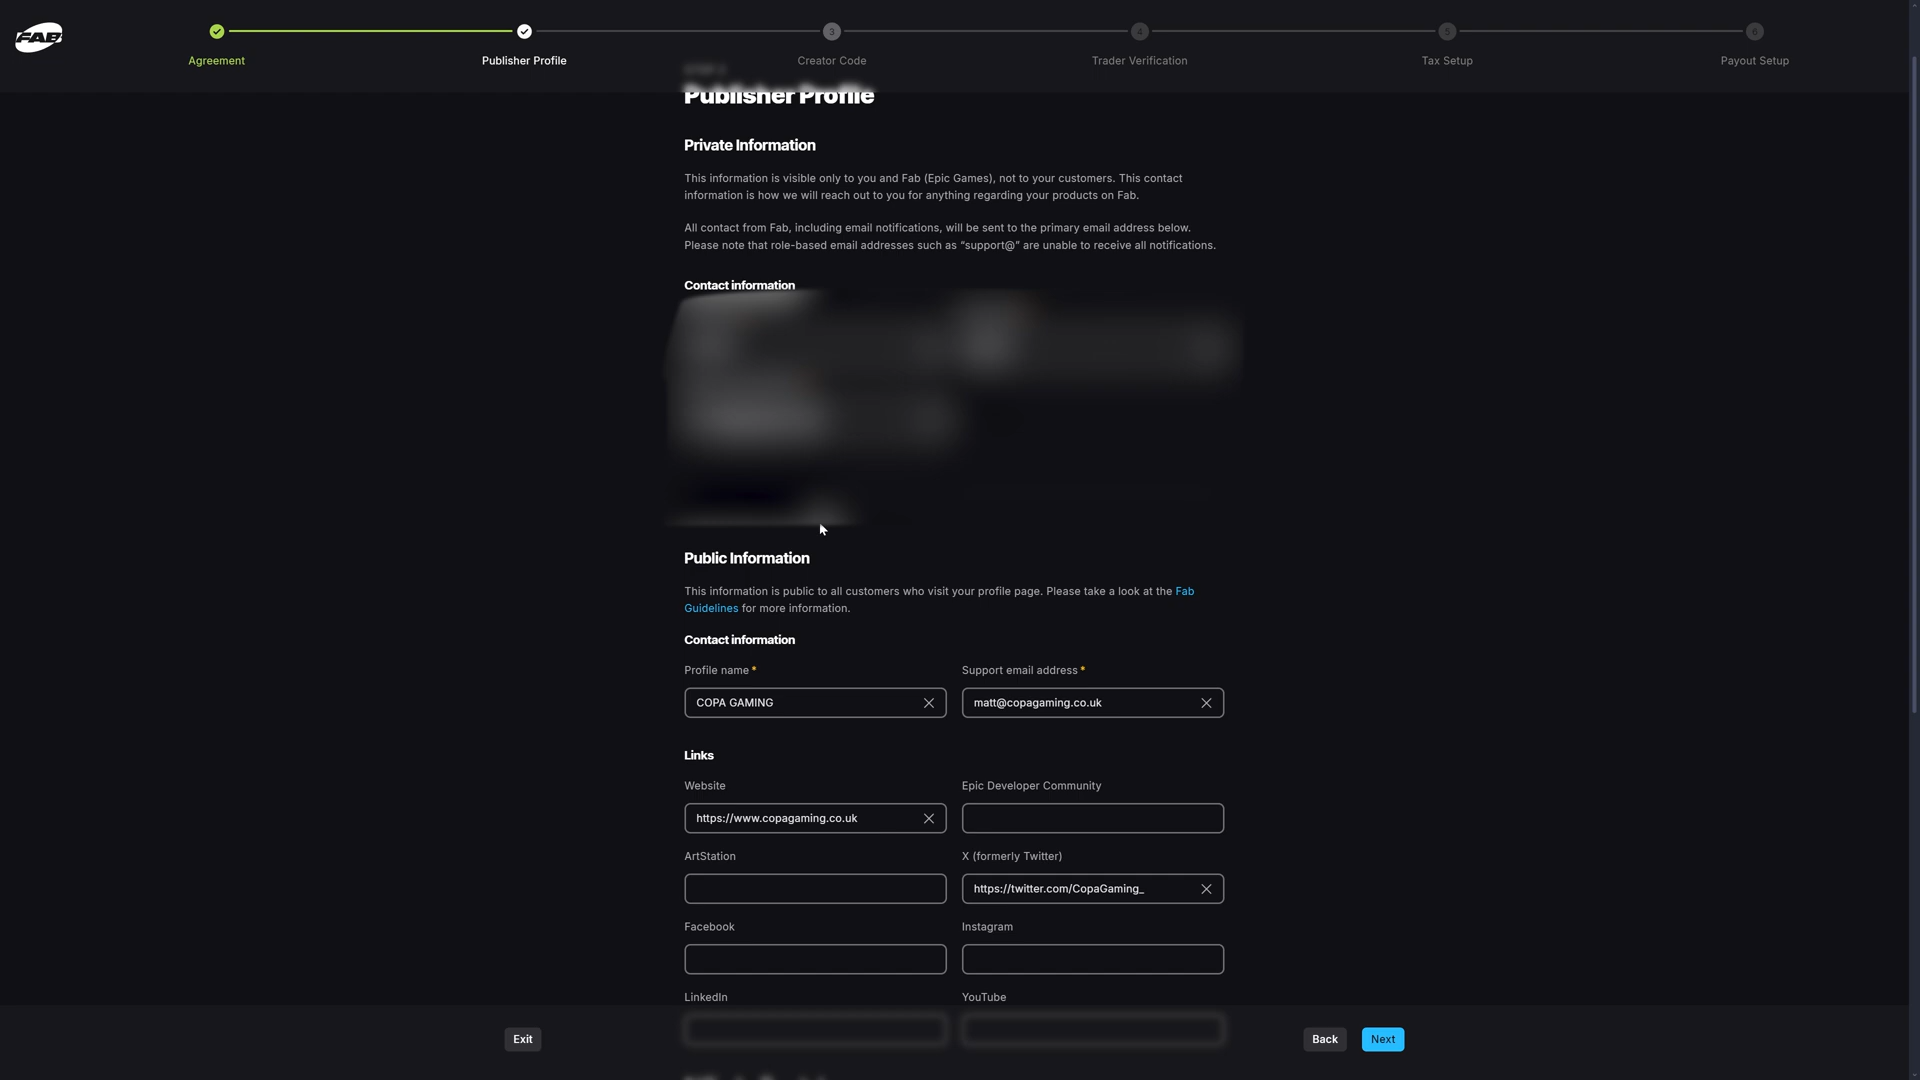 FAB
3
4
5
6
Agreement
Publisher Profile
Creator Code
Trader Verification
Tax Setup
Payout Setup
Publisher Profile
Private Information
This information is visible only to you and Fab (Epic Games), not to your customers. This contact
information is how we will reach out to you for anything regarding your products on Fab.
All contact from Fab, including email notifications, will be sent to the primary email address below.
Please note that role-based email addresses such as “support@” are unable to receive all notifications.
Contact information
Public Information
This information is public to all customers who visit your profile page. Please take a look at the Fab
Guidelines for more information.
Contact information
Profile name *
Support email address *
COPA GAMING
matt@copagaming.co.uk
Links
Website
Epic Developer Community
https://www.copagaming.co.uk
ArtStation
X (formerly Twitter)
https://twitter.com/CopaGaming_
Facebook
Instagram
LinkedIn
YouTube
Exit
Back
Next